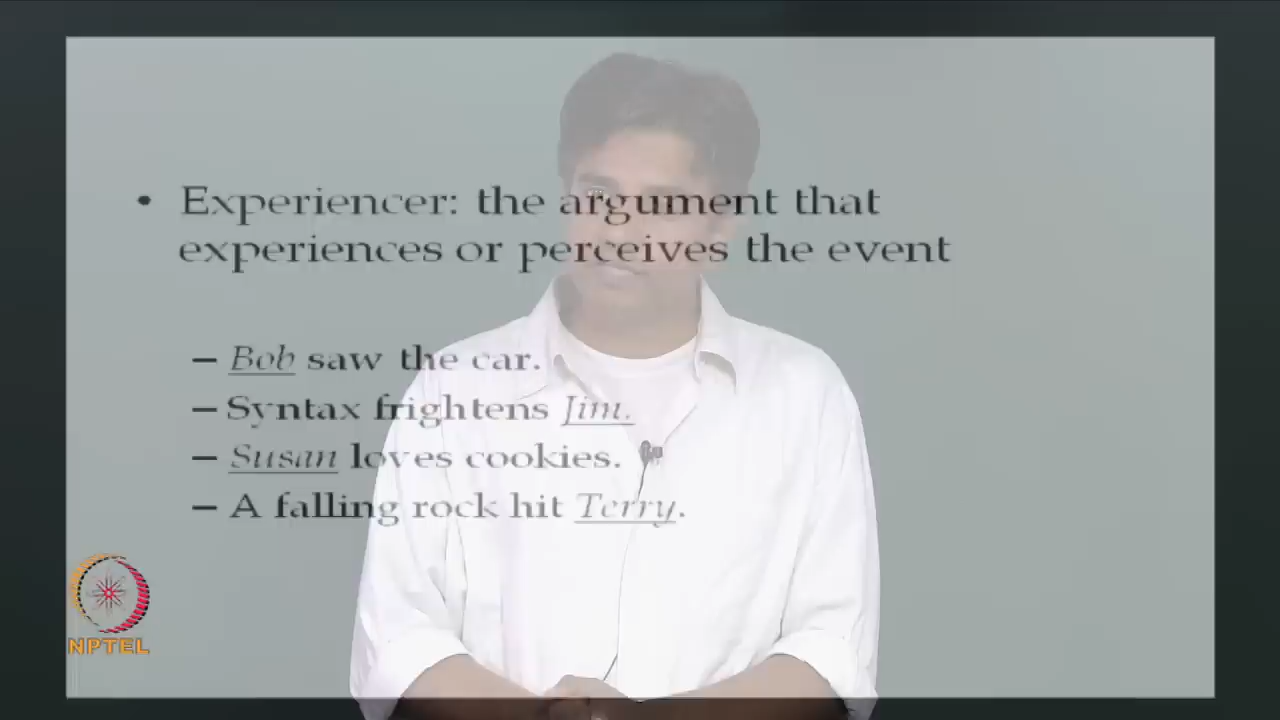 • Experiencer: the argument that
experiences or perceives the event
– Bob saw the car.
– Syntax frightens Jim.
– Susan loves cookies.
– A falling rock hit Terry.
NPTEL